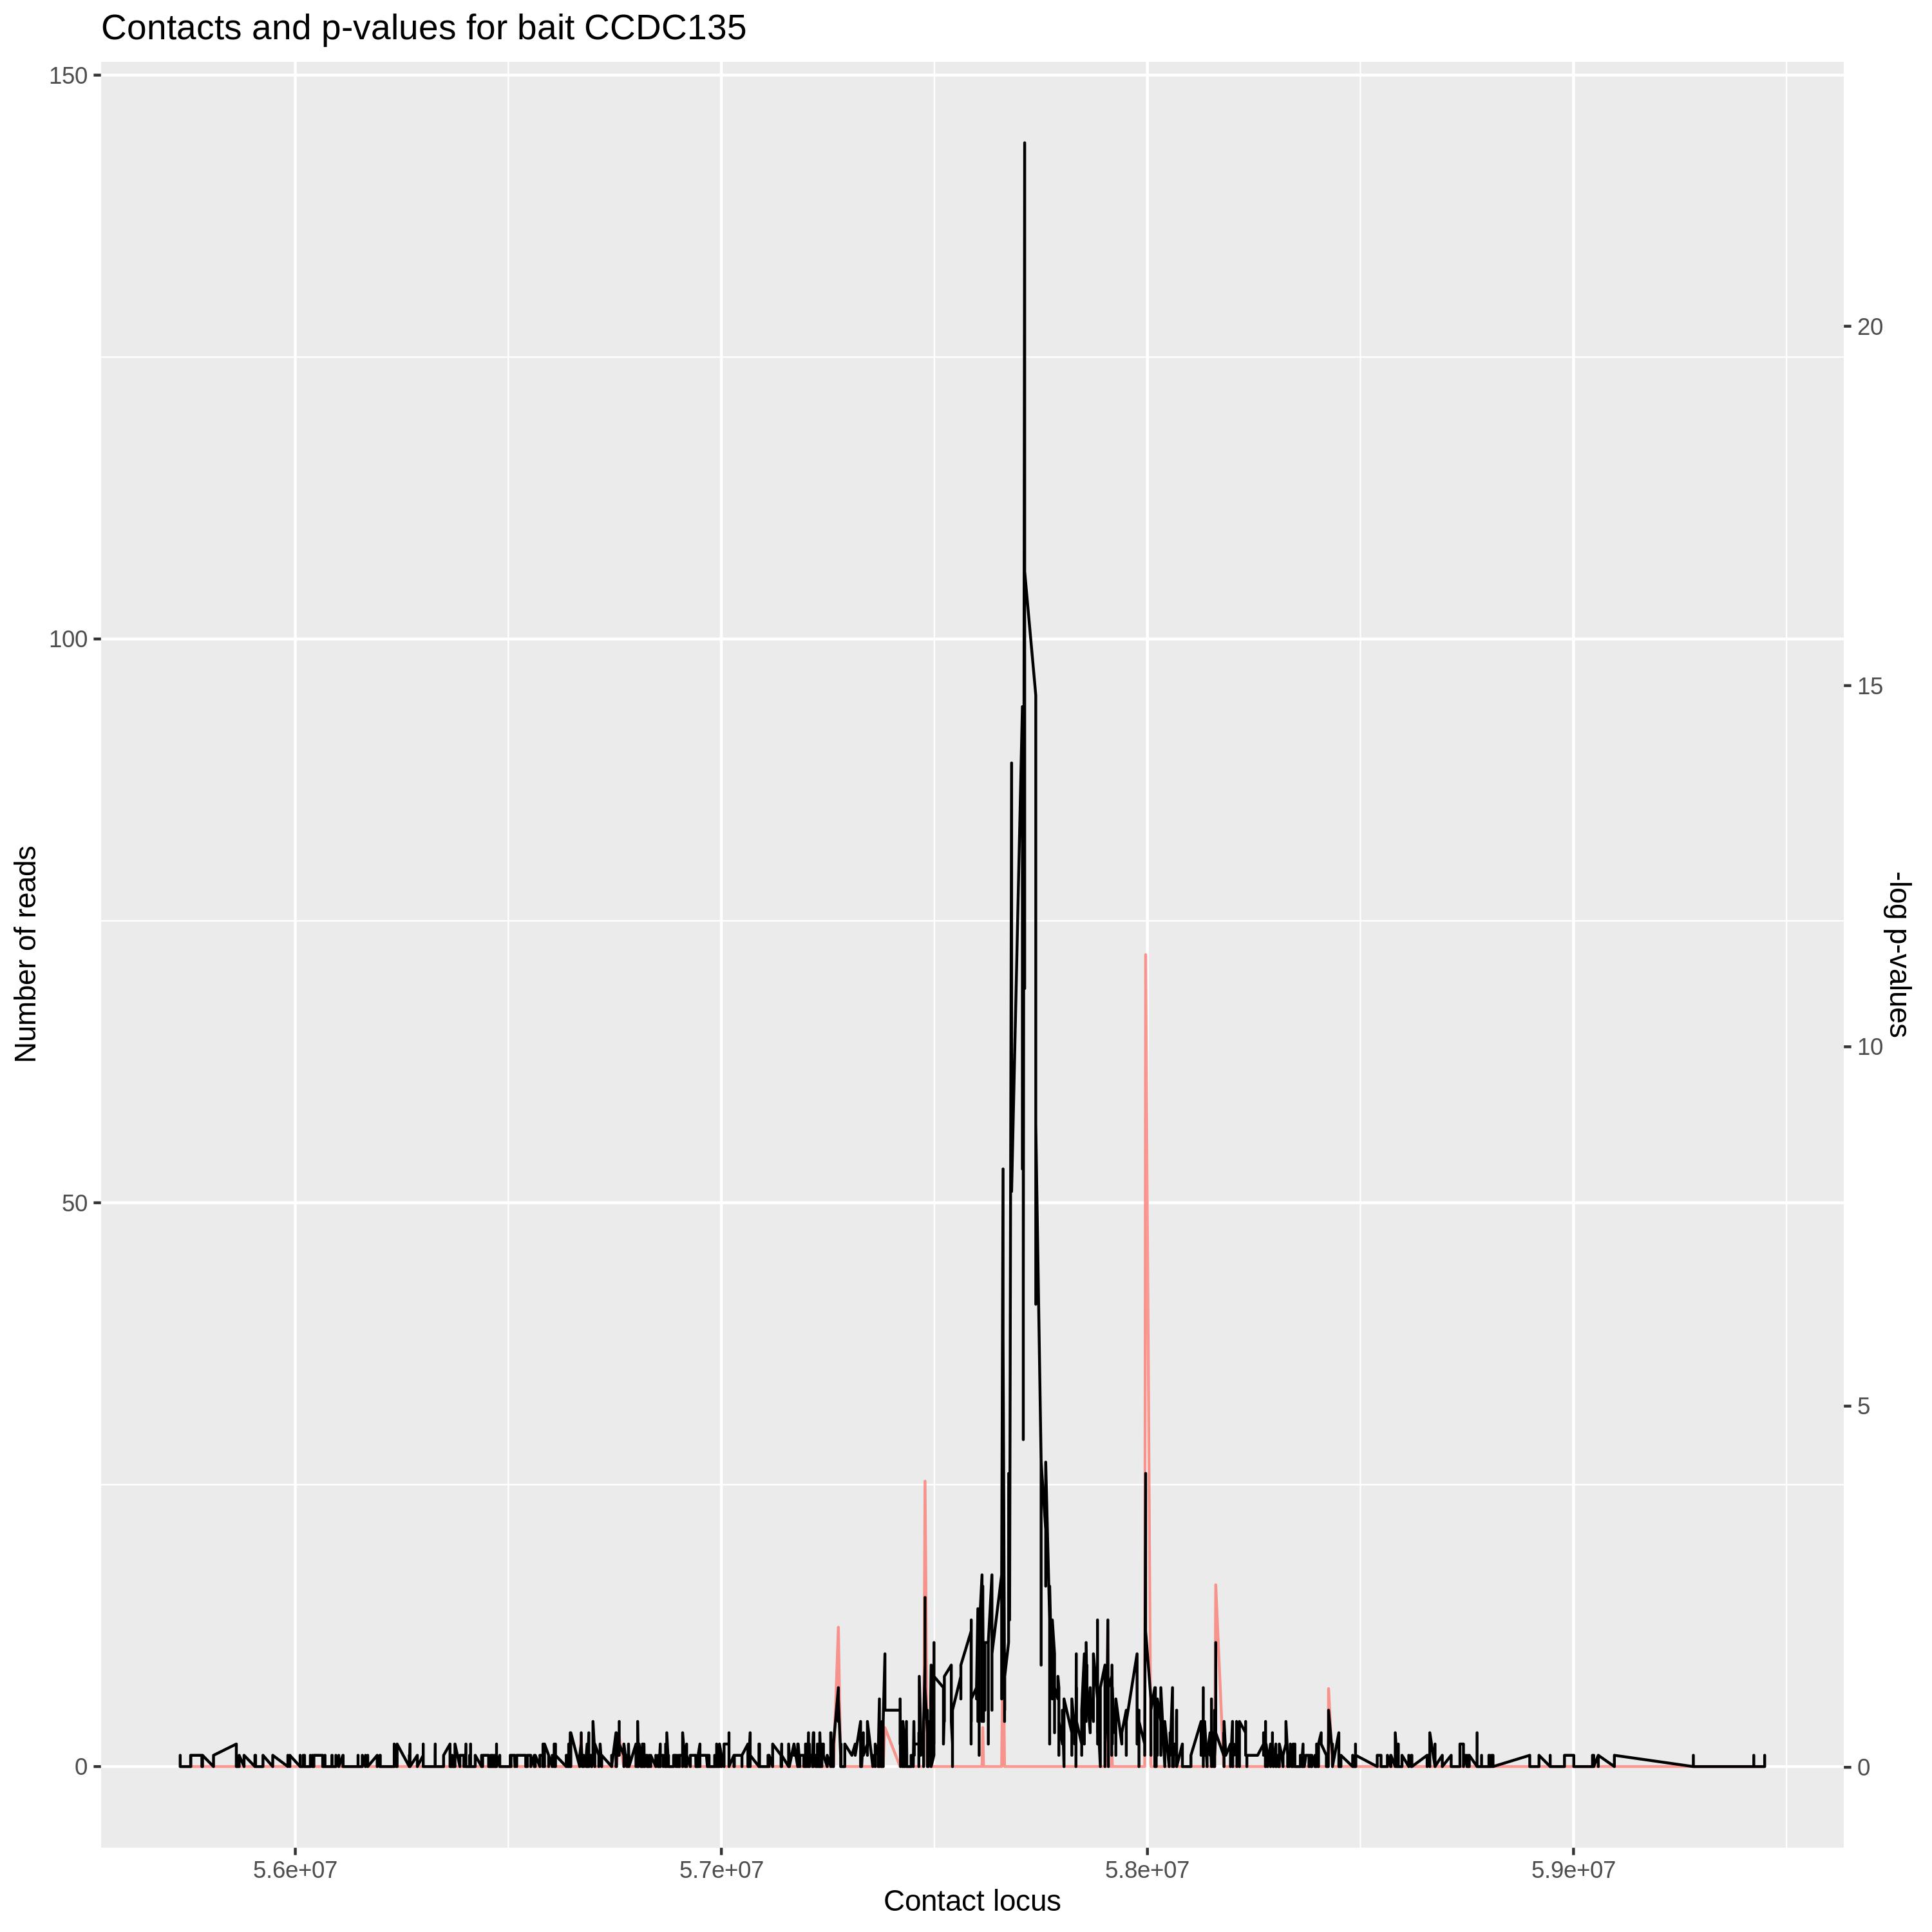 Contacts and p-values for bait CCDC135
150
100
50
0
Number of reads
20
15
10
5
0
-log p-values
5.6e+07 5.7e+07 5.8e+07 5.9e+07
Contact locus